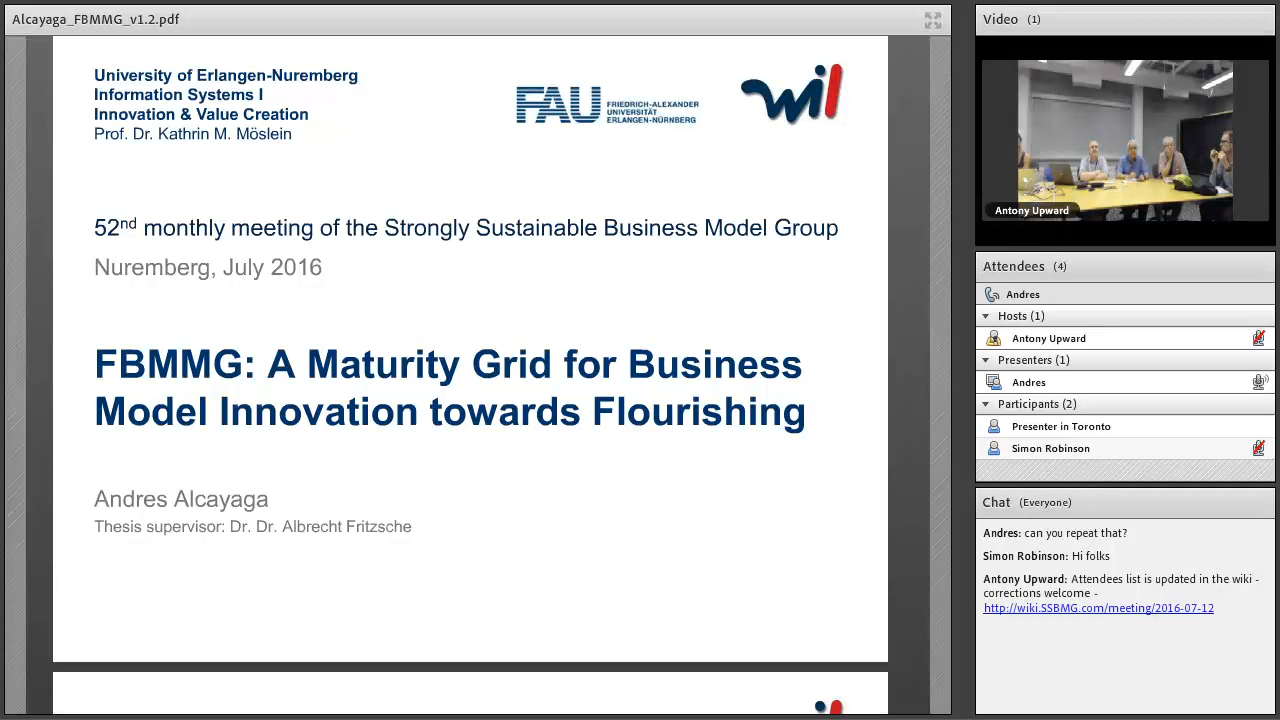 Alcayaga_FBMMG_v1.2.pdf
University of Erlangen-Nuremberg
Information Systems I
Innovation & Value Creation
Prof. Dr. Kathrin M. Möslein
FAU FRIEDRICH-ALEXANDER
UNIVERSITÄT
ERLANGEN-NÜRNBERG
wil
52nd monthly meeting of the Strongly Sustainable Business Model Group
Nuremberg, July 2016
FBMMG: A Maturity Grid for Business
Model Innovation towards Flourishing
Andres Alcayaga
Thesis supervisor: Dr. Dr. Albrecht Fritzsche
Video (1)
Antony Upward
Attendees (4)
Andres
Hosts (1)
Antony Upward
Presenters (1)
Andres
Participants (2)
Presenter in Toronto
Simon Robinson
Chat (Everyone)
Andres: can you repeat that?
Simon Robinson: Hi folks
Antony Upward: Attendees list is updated in the wiki -
corrections welcome -
http://wiki.SSBMG.com/meeting/2016-07-12